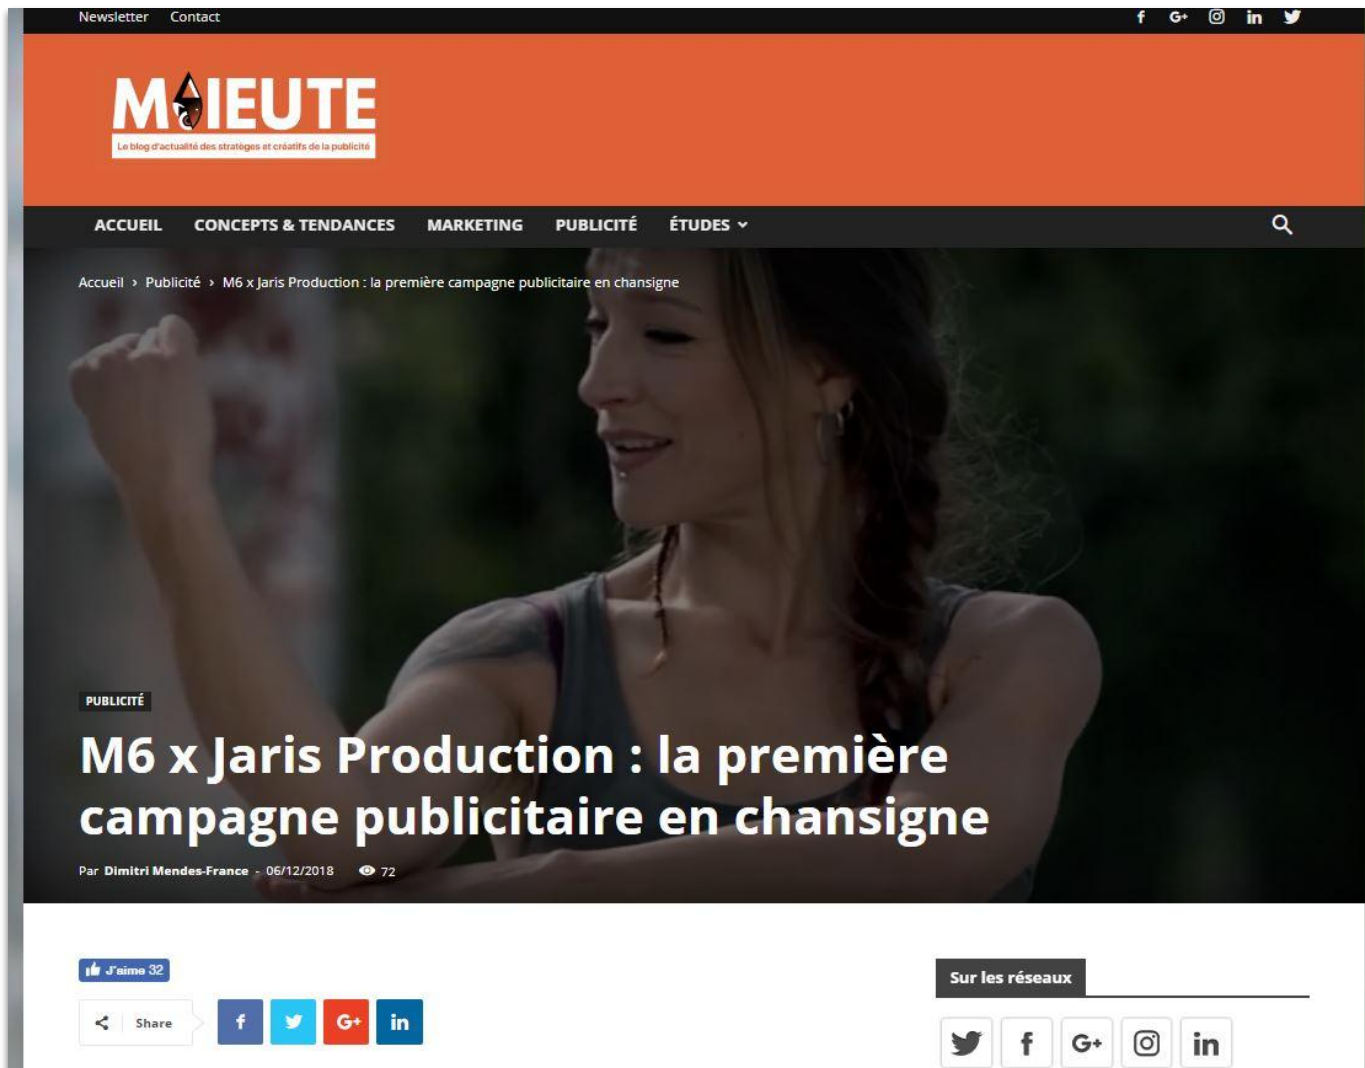 Newsletter Contact
MAIEUTE
Le blog d'actualité des stratèges et créatifs de la publicité
ACCUEIL CONCEPTS & TENDANCES MARKETING PUBLICITÉ ÉTUDES
Accueil › Publicité › M6 x Jaris Production : la première campagne publicitaire en chansigne
PUBLICITÉ
M6 x Jaris Production : la première
campagne publicitaire en chansigne
Par Dimitri Mendes-France - 06/12/2018 72
J'aime 32
Share
Sur les réseaux